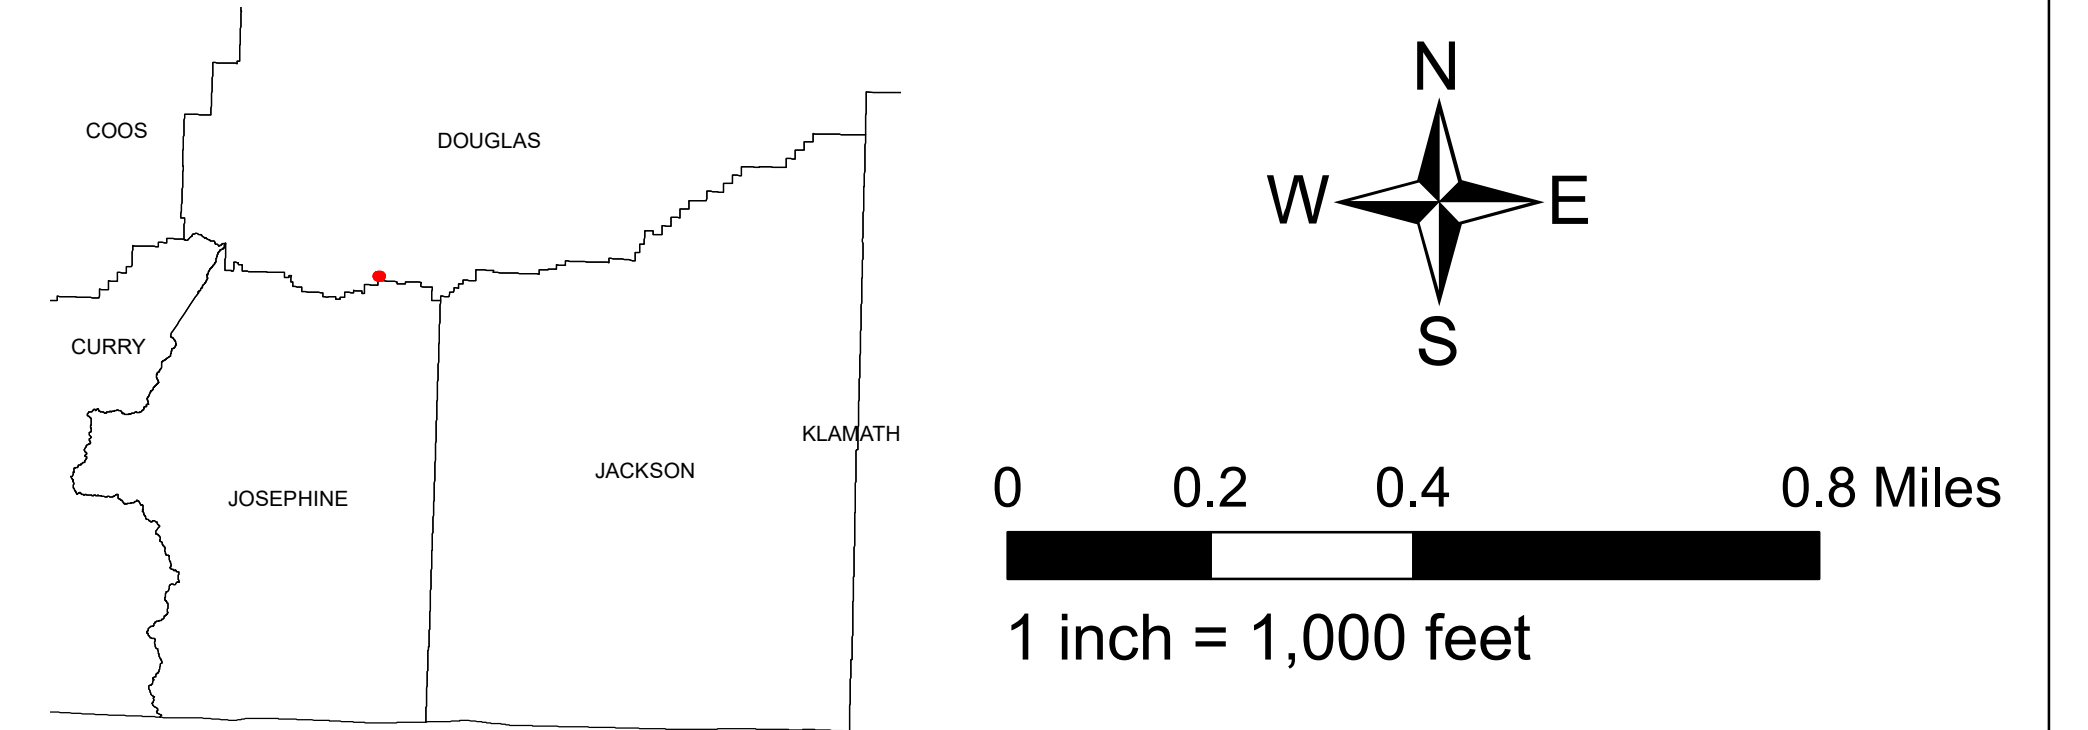 COOS
DOUGLAS
CURRY
KLAMATH
JACKSON
JOSEPHINE
N
W E
S
0 0.2 0.4 0.8 Miles
1 inch = 1,000 feet